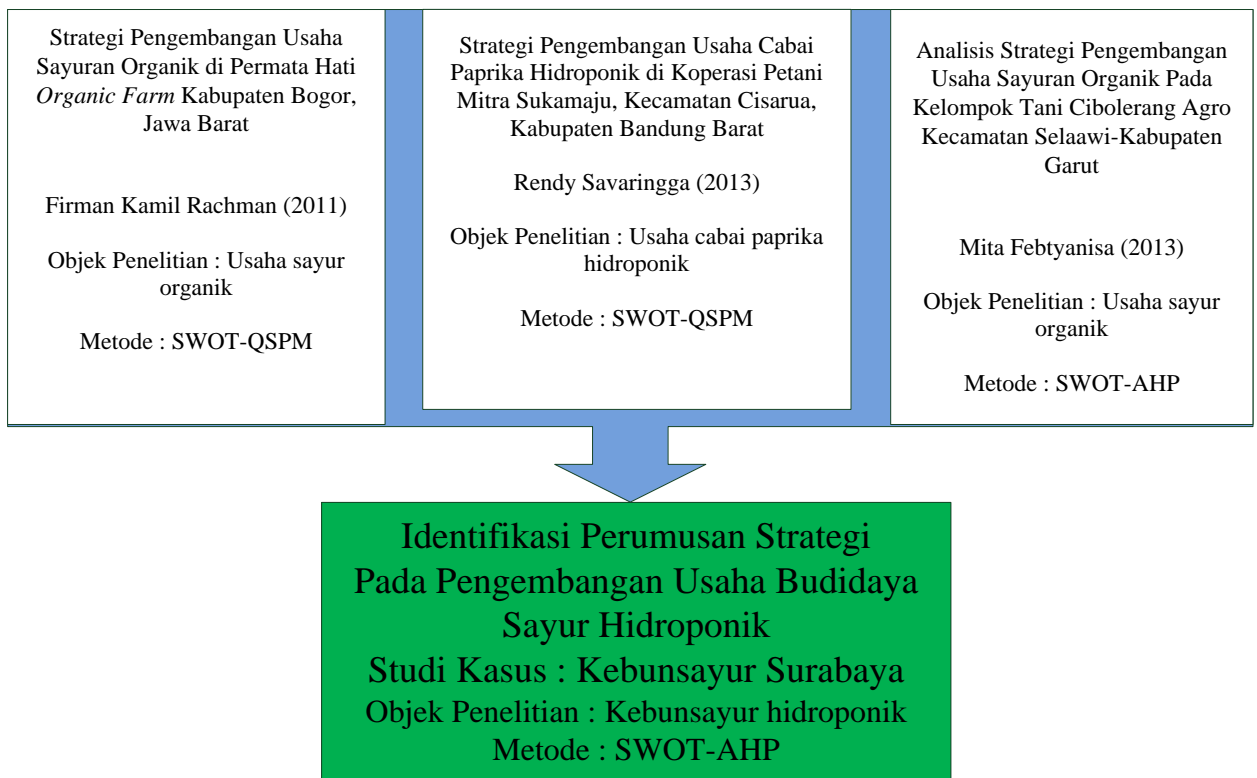 Strategi Pengembangan Usaha
Sayuran Organik di Permata Hati
Organic Farm Kabupaten Bogor,
Jawa Barat
Firman Kamil Rachman (2011)
Objek Penelitian : Usaha sayur
organik
Metode : SWOT-QSPM
Strategi Pengembangan Usaha Cabai
Paprika Hidroponik di Koperasi Petani
Mitra Sukamaju, Kecamatan Cisarua,
Kabupaten Bandung Barat
Rendy Savaringga (2013)
Objek Penelitian : Usaha cabai paprika
hidroponik
Metode : SWOT-QSPM
Analisis Strategi Pengembangan
Usaha Sayuran Organik Pada
Kelompok Tani Cibolerang Agro
Kecamatan Selaawi-Kabupaten
Garut
Mita Febtyanisa (2013)
Objek Penelitian : Usaha sayur
organik
Metode : SWOT-AHP
Identifikasi Perumusan Strategi
Pada Pengembangan Usaha Budidaya
Sayur Hidroponik
Studi Kasus : Kebunsayur Surabaya
Objek Penelitian : Kebunsayur hidroponik
Metode : SWOT-AHP